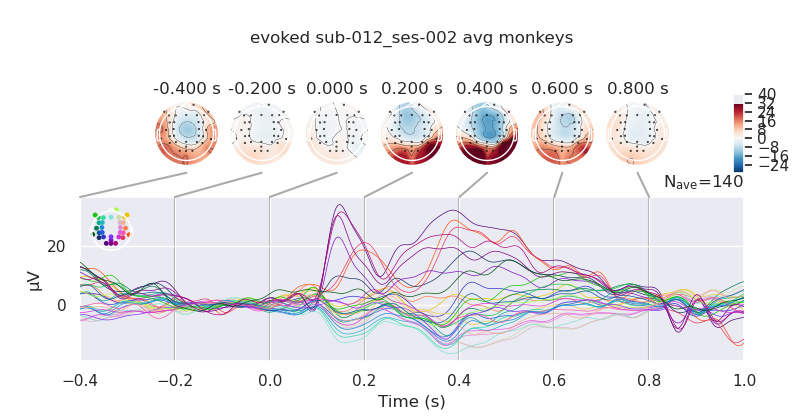 evoked sub-012_ses-002 avg monkeys
-0.400 s -0.200 s 0.000 s 0.200 s 0.400 s 0.600 s 0.800 s
40
32
24
16
8
0
−8
−16
−24
Nave=140
20
0
µV
−0.4 −0.2 0.0 0.2 0.4 0.6 0.8 1.0
Time (s)